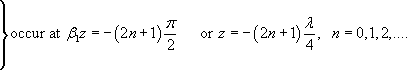 } occur at β₁z = −(2n+1) π/2 or z = −(2n+1) λ/4, n = 0,1,2,....